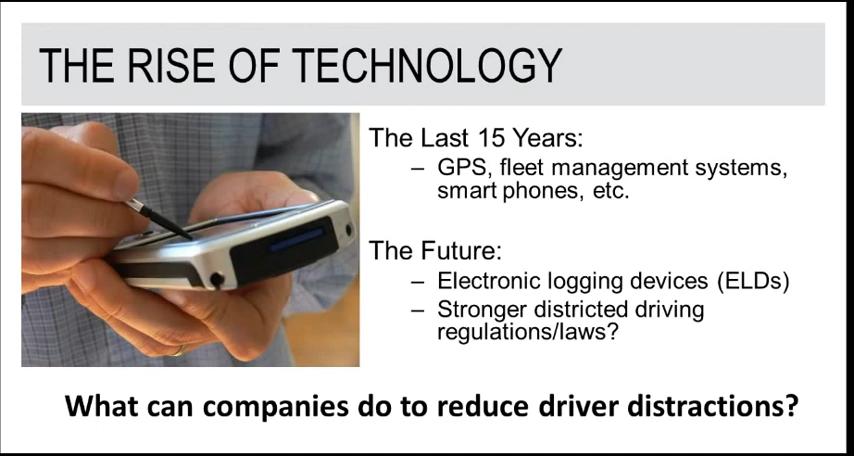 THE RISE OF TECHNOLOGY
The Last 15 Years:
– GPS, fleet management systems,
smart phones, etc.
The Future:
– Electronic logging devices (ELDs)
– Stronger districted driving
regulations/laws?
What can companies do to reduce driver distractions?